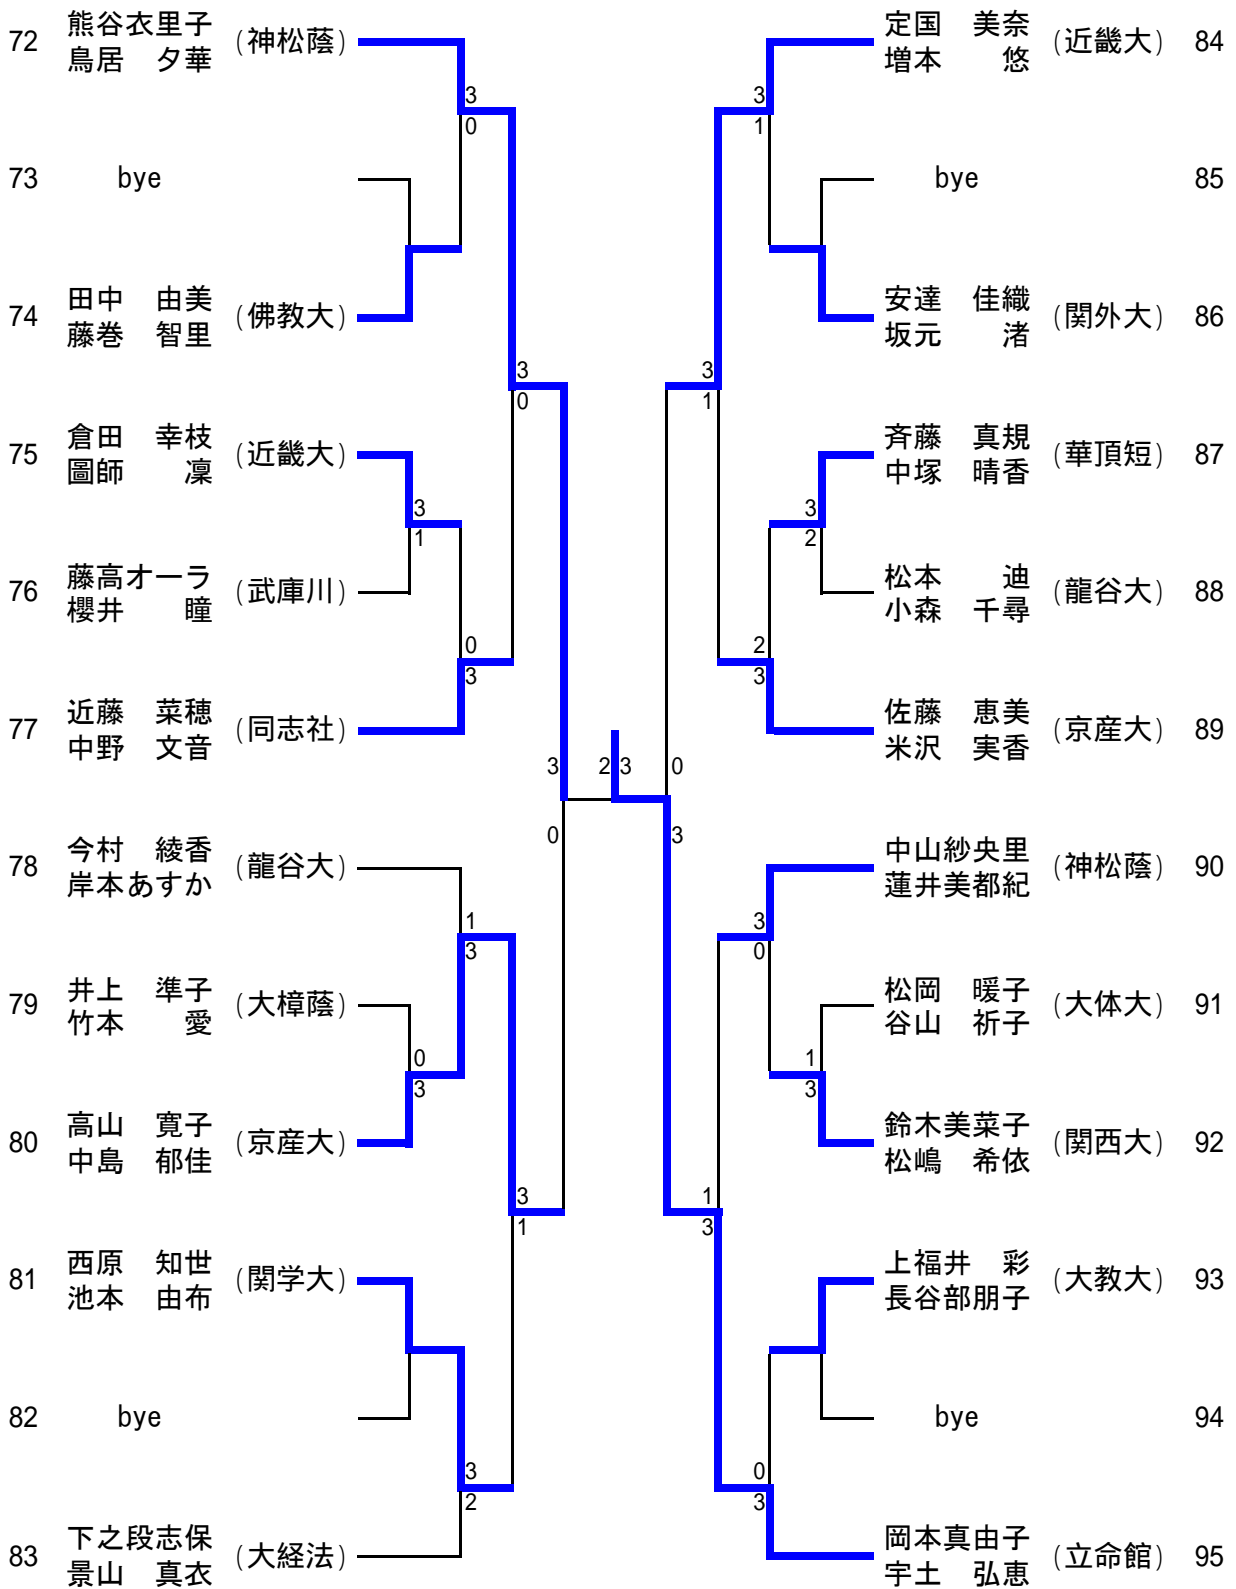 72 熊谷衣里子 (神松蔭)
鳥居 夕華
73 bye
74 田中 由美 (佛教大)
藤巻 智里
75 倉田 幸枝 (近畿大)
圖師 凜
76 藤高オーラ (武庫川)
櫻井 瞳
77 近藤 菜穂 (同志社)
中野 文音
78 今村 綾香 (龍谷大)
岸本あすか
79 井上 準子 (大樟蔭)
竹本 愛
80 高山 寛子 (京産大)
中島 郁佳
81 西原 知世 (関学大)
池本 由布
82 bye
83 下之段志保 (大経法)
景山 真衣
3
0
3
0
3
1
0
3
3
0
1
3
0
3
3
1
3
2
2 3
定国 美奈 (近畿大) 84
増本 悠
bye 85
安達 佳織 (関外大) 86
坂元 渚
斉藤 真規 (華頂短) 87
中塚 晴香
松本 迪 (龍谷大) 88
小森 千尋
佐藤 恵美 (京産大) 89
米沢 実香
中山紗央里 (神松蔭) 90
蓮井美都紀
松岡 暖子 (大体大) 91
谷山 祈子
鈴木美菜子 (関西大) 92
松嶋 希依
上福井 彩 (大教大) 93
長谷部朋子
bye 94
岡本真由子 (立命館) 95
宇土 弘恵
3
1
3
1
3
2
2
3
0
3
3
0
1
3
1
3
0
3